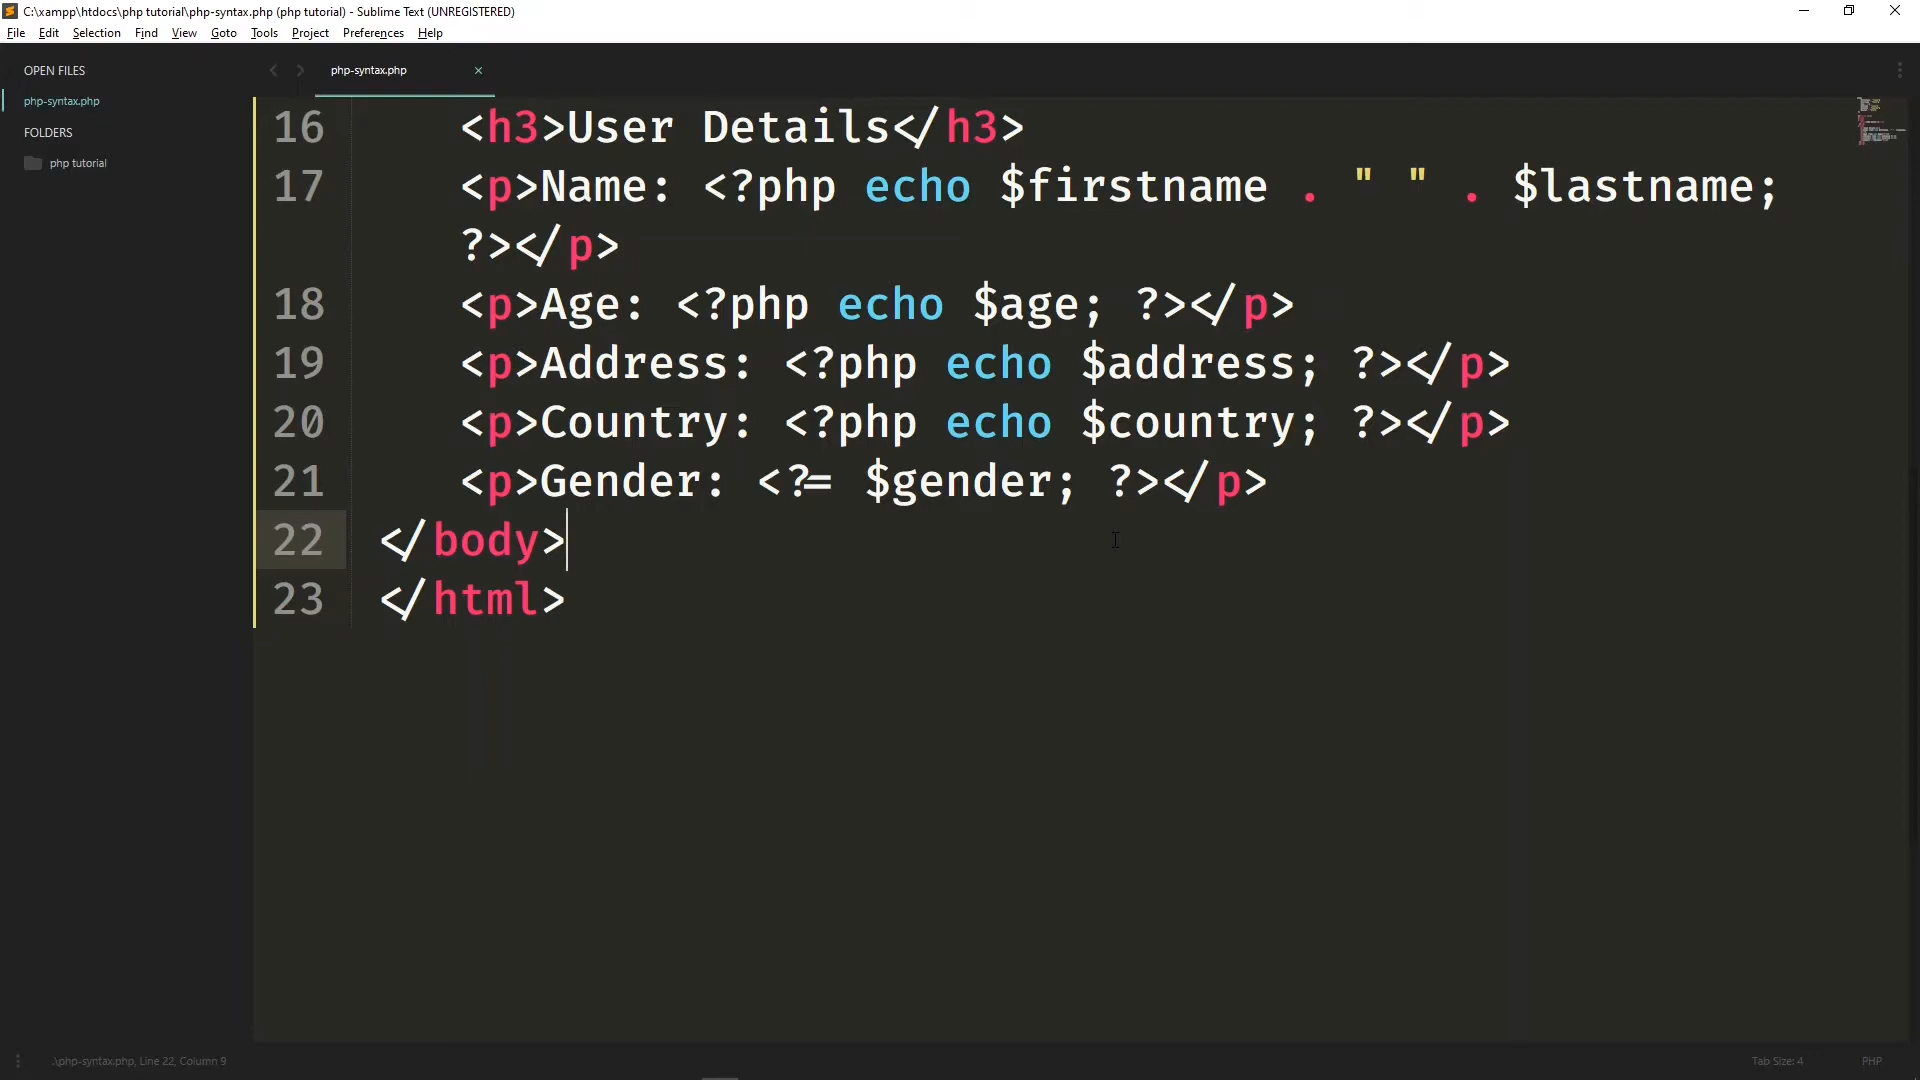 C:\xampp\htdocs\php tutorial\php-syntax.php (php tutorial) - Sublime Text (UNREGISTERED)
File Edit Selection Find View Goto Tools Project Preferences Help
OPEN FILES
php-syntax.php
FOLDERS
php tutorial
php-syntax.php
16 <h3>User Details</h3>
17 <p>Name: <?php echo $firstname . " " . $lastname;
?></p>
18 <p>Age: <?php echo $age; ?></p>
19 <p>Address: <?php echo $address; ?></p>
20 <p>Country: <?php echo $country; ?></p>
21 <p>Gender: <?= $gender; ?></p>
22 </body>
23 </html>
.\php-syntax.php, Line 22, Column 9
Tab Size: 4
PHP